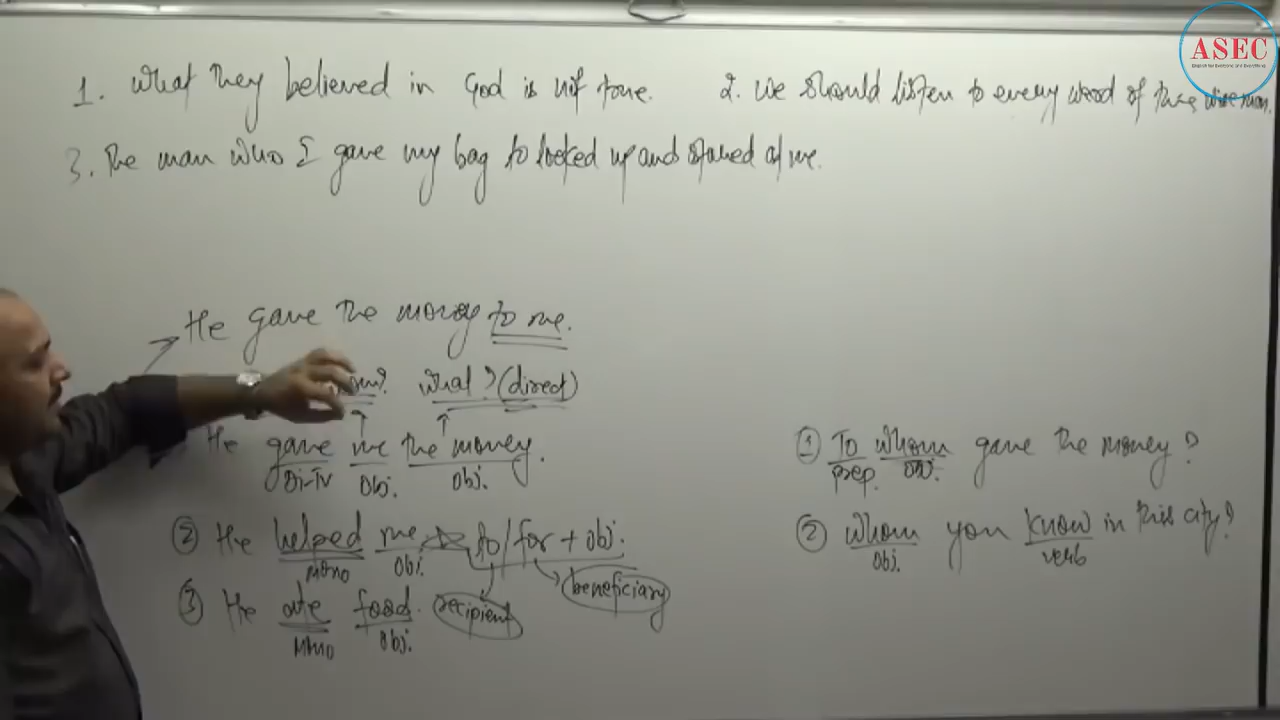 ASEC
1. What they believed in God is not true. 2. We should listen to every word of this wise man.
3. The man who I gave my bag to looked up and stared at me.
He gave the money to me.
What? (direct)
He gave me the money.
Di-Tv Obj. Obj.
② He helped me to/for + obj.
Mono Obj.
beneficiary
③ He ate food. recipient
Mono Obj.
① To whom gave the money?
prep. Obj.
② Whom you know in this city?
Obj. verb